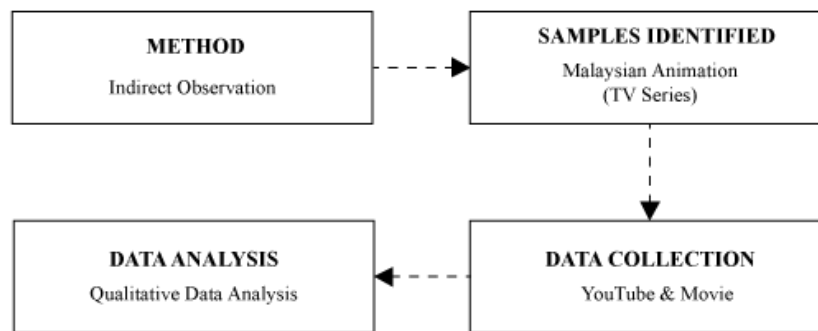 METHOD
Indirect Observation
SAMPLES IDENTIFIED
Malaysian Animation
(TV Series)
DATA COLLECTION
YouTube & Movie
DATA ANALYSIS
Qualitative Data Analysis